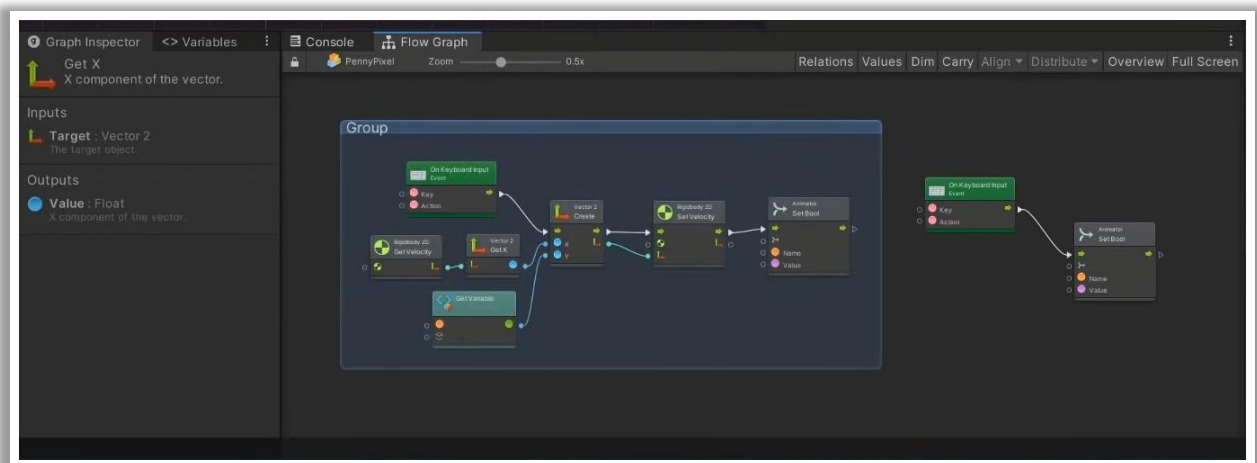 Graph Inspector <> Variables
Get X
X component of the vector.
Inputs
Target : Vector 2
The target object.
Outputs
Value : Float
X component of the vector.
Console Flow Graph
PennyPixel Zoom 0.5x Relations Values Dim Carry Align Distribute Overview Full Screen
Group
On Keyboard Input
Event
Key
Action
Rigidbody 2D
Get Velocity
Vector 2
Get X
Get Variable
Vector 2
Create
X
Y
Rigidbody 2D
Set Velocity
Animator
Set Bool
Name
Value
On Keyboard Input
Event
Key
Action
Animator
Set Bool
Name
Value